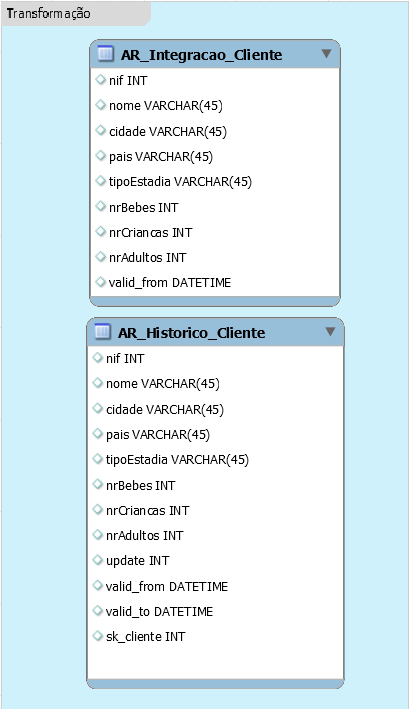 Transformação
AR_Integracao_Cliente
nif INT
nome VARCHAR(45)
cidade VARCHAR(45)
pais VARCHAR(45)
tipoEstadia VARCHAR(45)
nrBebes INT
nrCriancas INT
nrAdultos INT
valid_from DATETIME
AR_Historico_Cliente
nif INT
nome VARCHAR(45)
cidade VARCHAR(45)
pais VARCHAR(45)
tipoEstadia VARCHAR(45)
nrBebes INT
nrCriancas INT
nrAdultos INT
update INT
valid_from DATETIME
valid_to DATETIME
sk_cliente INT